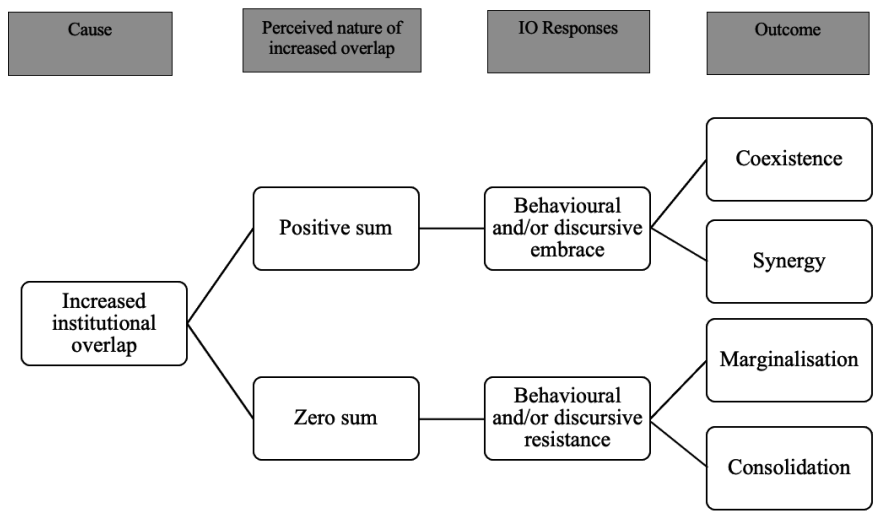 Cause
Perceived nature of
increased overlap
IO Responses
Outcome
Increased
institutional
overlap
Positive sum
Zero sum
Behavioural
and/or discursive
embrace
Behavioural
and/or discursive
resistance
Coexistence
Synergy
Marginalisation
Consolidation